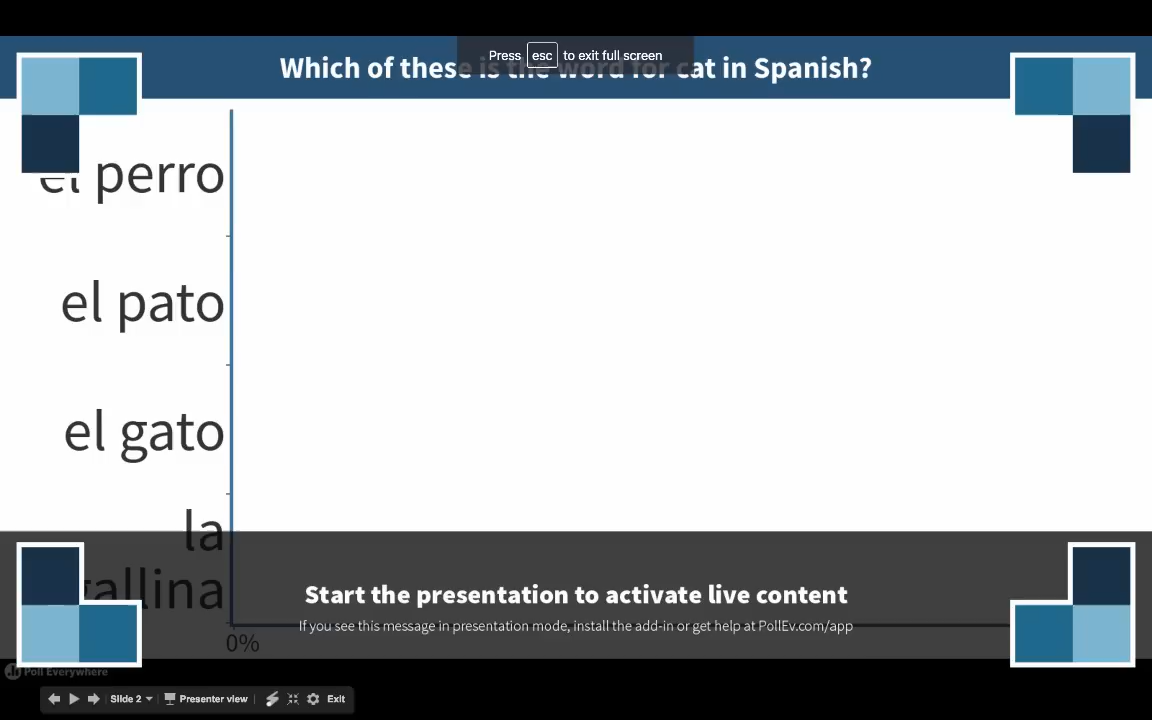 Press esc to exit full screen
Which of these is the word for cat in Spanish?
el perro
el pato
el gato
la
gallina
Start the presentation to activate live content
If you see this message in presentation mode, install the add-in or get help at PollEv.com/app
0%
Poll Everywhere
Slide 2
Presenter view
Exit